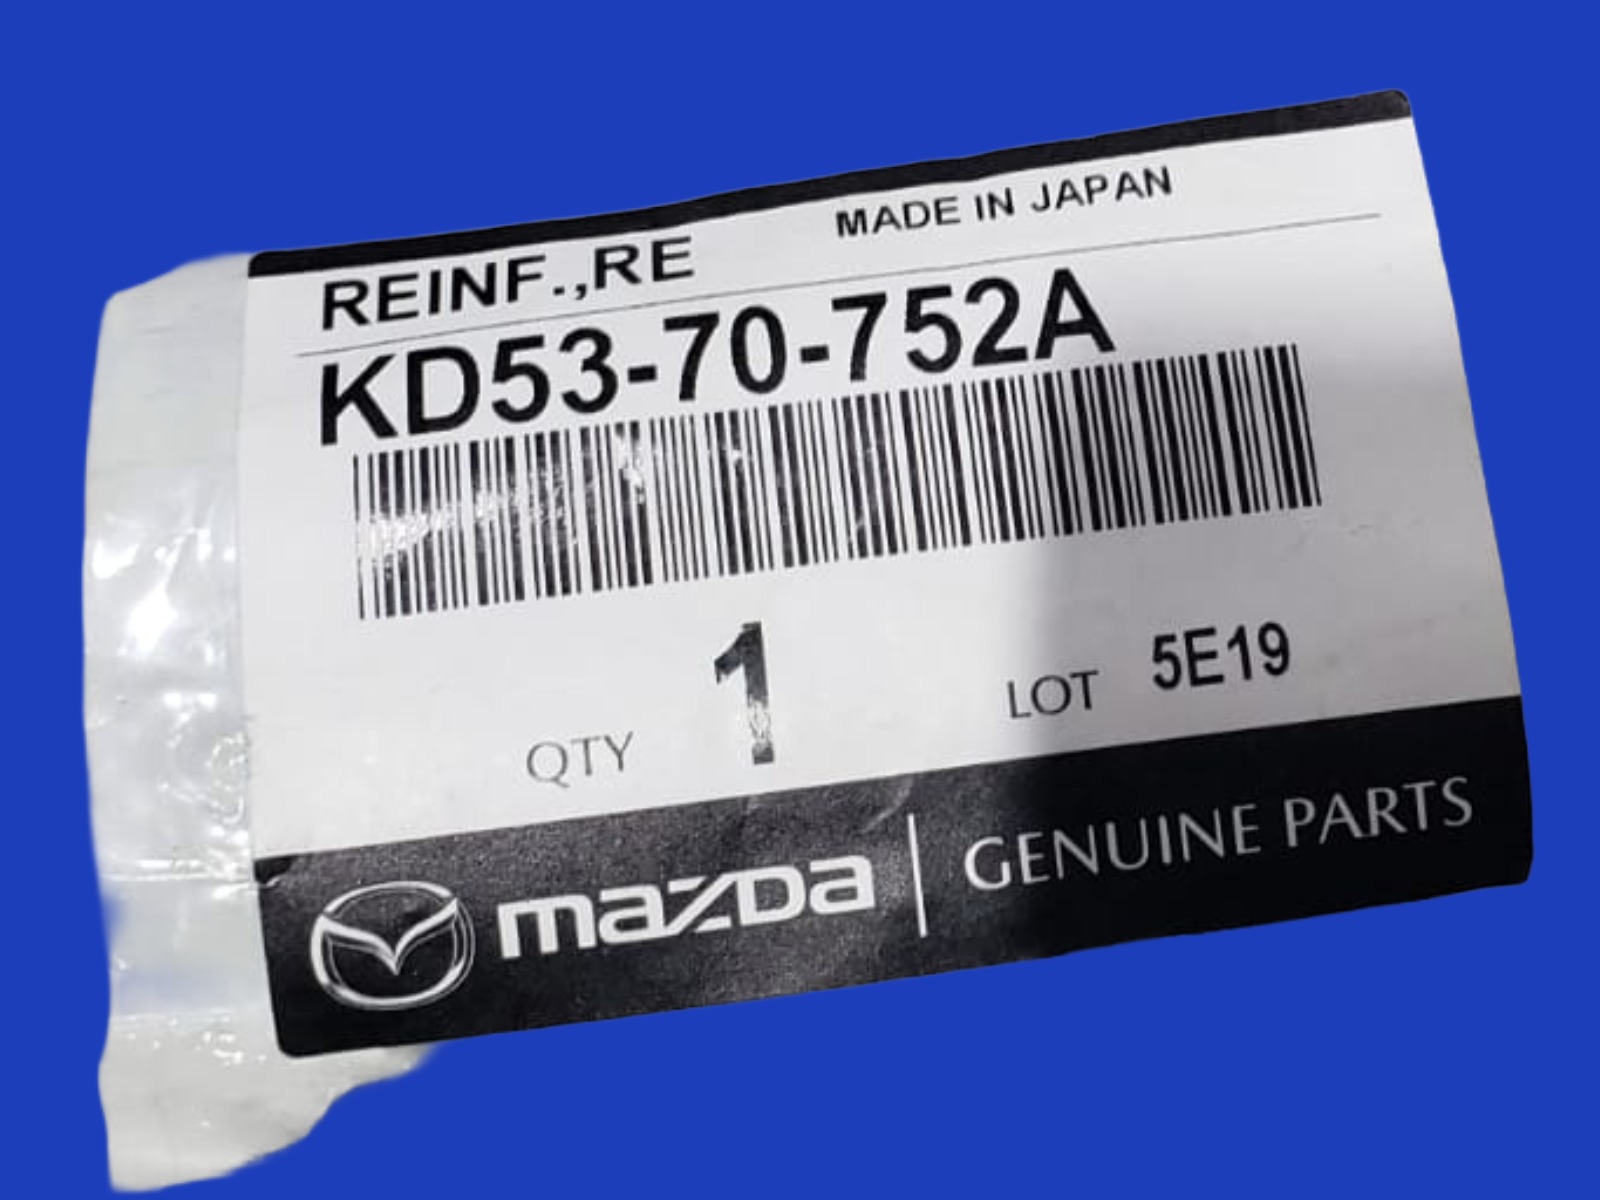 MADE IN JAPAN
REINF.,RE
KD53-70-752A
QTY 1 LOT 5E19
mazda GENUINE PARTS